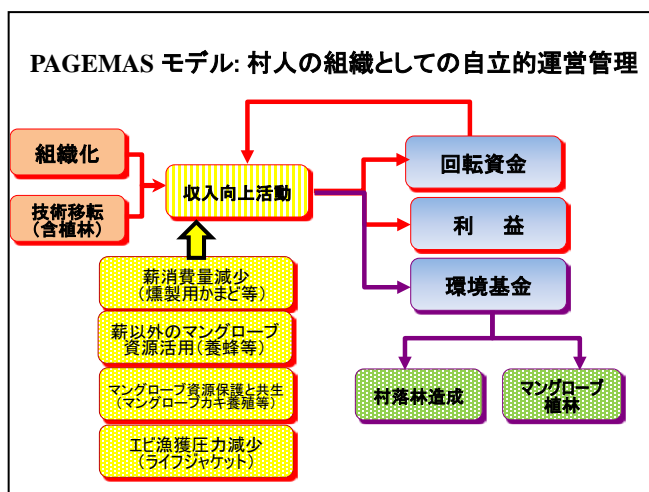 PAGEMAS モデル: 村人の組織としての自立的運営管理
組織化
技術移転
(含植林)
収入向上活動
回転資金
利　益
環境基金
薪消費量減少
(燻製用かまど等)
薪以外のマングローブ
資源活用(養蜂等)
マングローブ資源保護と共生
(マングローブカキ養殖等)
エビ漁獲圧力減少
(ライフジャケット)
村落林造成
マングローブ
植林